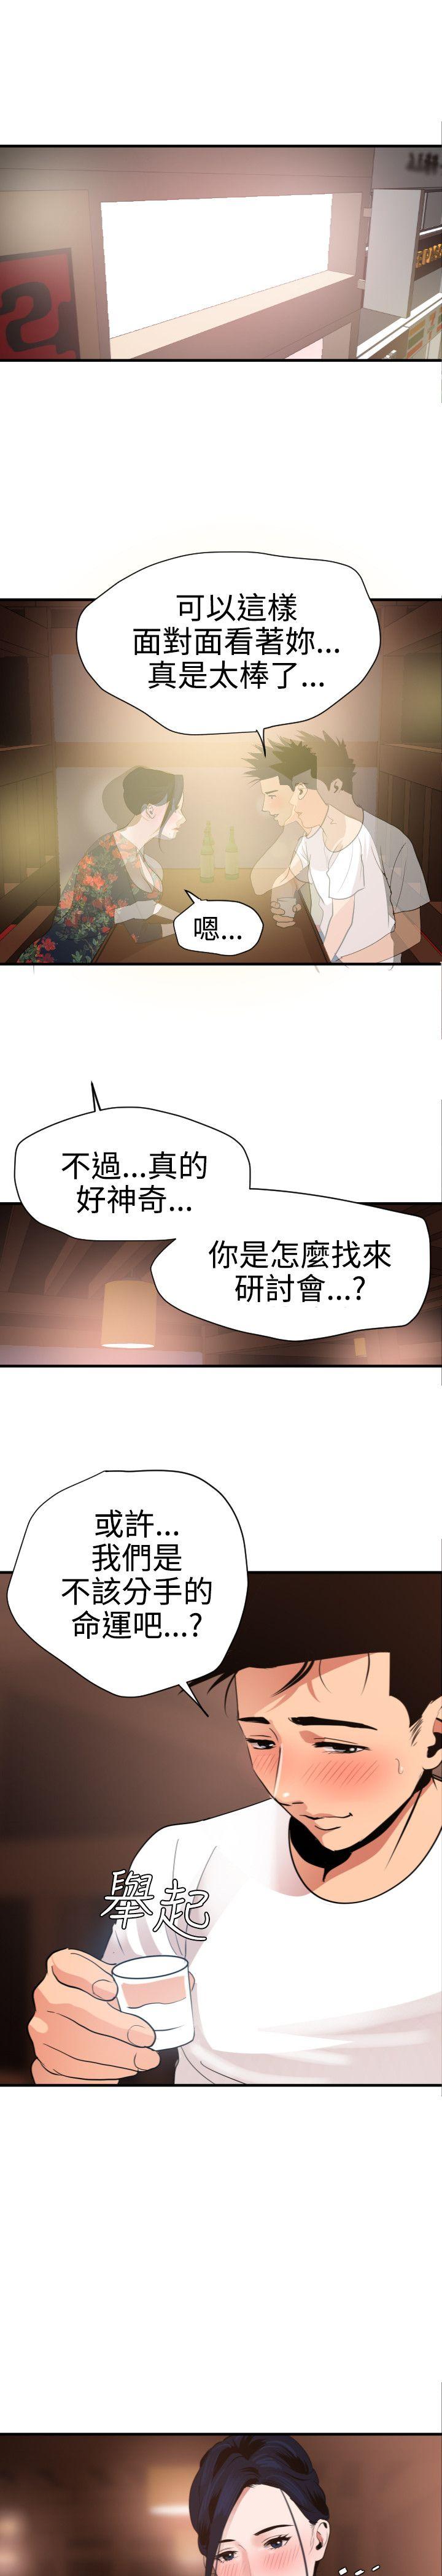 可以這樣
面對面看著妳...
真是太棒了...
嗯...
不過...真的
好神奇...
你是怎麼找來
研討會...?
或許...
我們是
不該分手的
命運吧...?
舉起